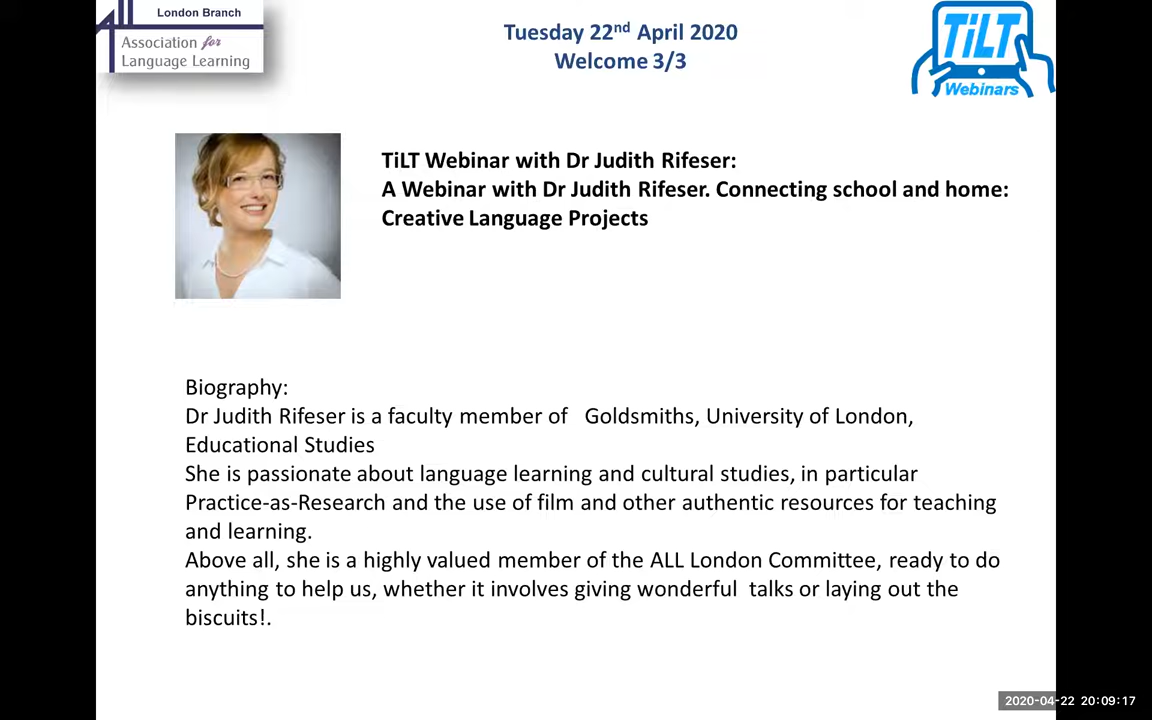 London Branch
Association for
Language Learning
Tuesday 22nd April 2020
Welcome 3/3
TiLT
Webinars
TiLT Webinar with Dr Judith Rifeser:
A Webinar with Dr Judith Rifeser. Connecting school and home:
Creative Language Projects
Biography:
Dr Judith Rifeser is a faculty member of Goldsmiths, University of London,
Educational Studies
She is passionate about language learning and cultural studies, in particular
Practice-as-Research and the use of film and other authentic resources for teaching
and learning.
Above all, she is a highly valued member of the ALL London Committee, ready to do
anything to help us, whether it involves giving wonderful talks or laying out the
biscuits!.
2020-04-22 20:09:17